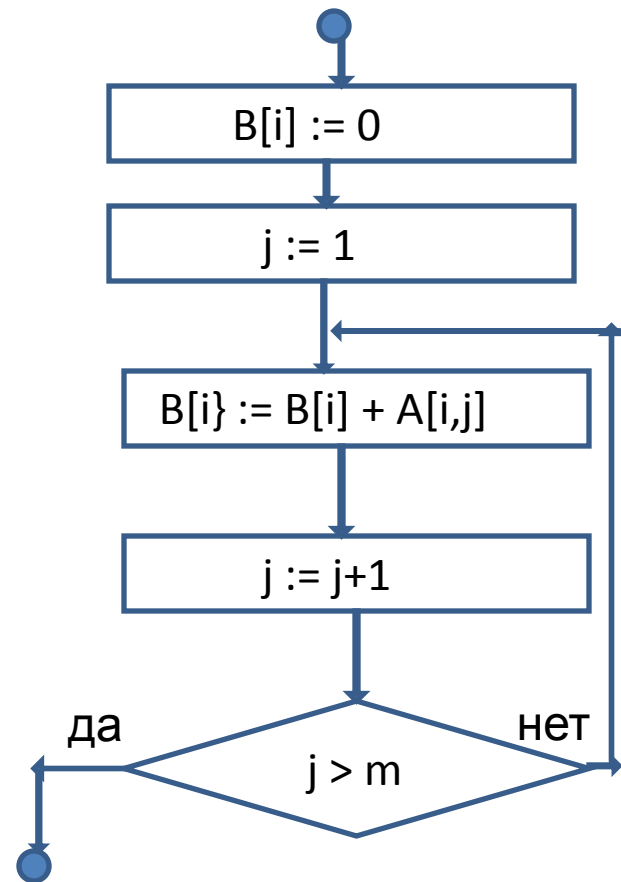 B[i] := 0
j := 1
B[i} := B[i] + A[i,j]
j := j+1
да
нет
j > m